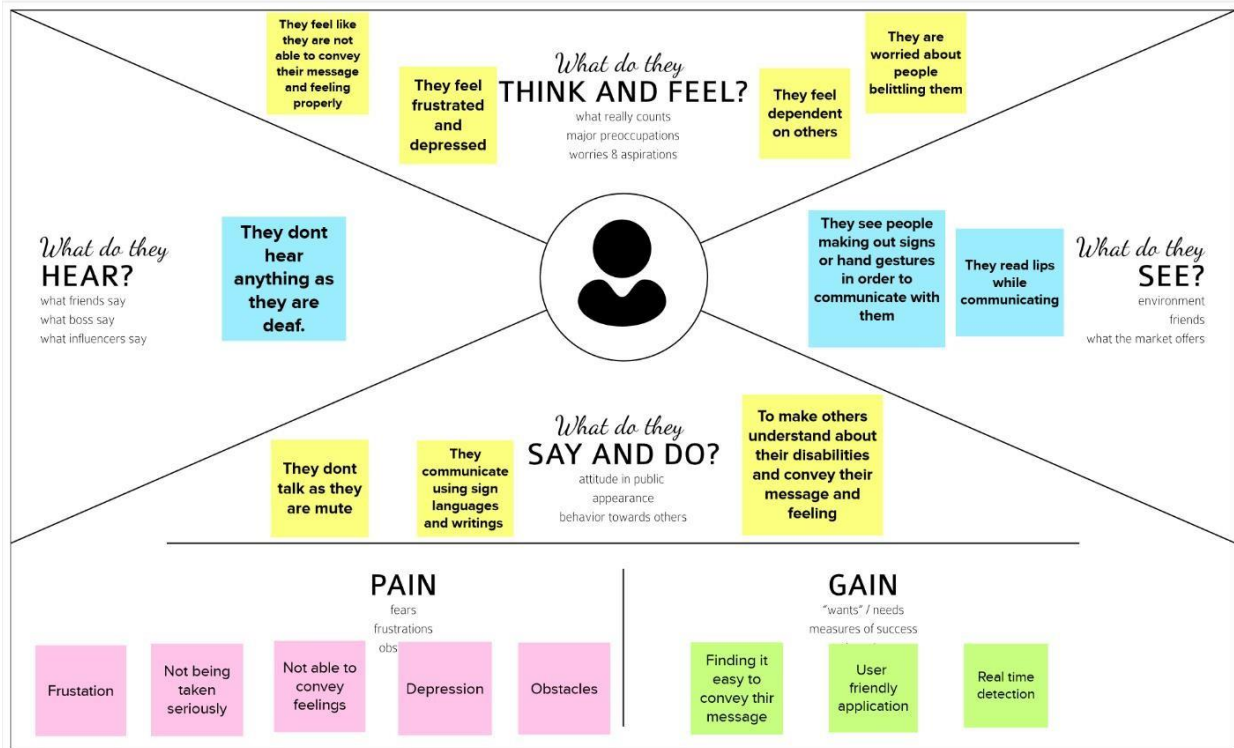 They feel like
they are not
able to convey
their message
and feeling
properly
They feel
frustrated
and
depressed
What do they
THINK AND FEEL?
what really counts
major preoccupations
worries & aspirations
They feel
dependent
on others
They are
worried about
people
belittling them
What do they
HEAR?
what friends say
what boss say
what influencers say
They dont
hear
anything as
they are
deaf.
They see people
making out signs
or hand gestures
in order to
communicate with
them
They read lips
while
communicating
What do they
SEE?
environment
friends
what the market offers
They dont
talk as they
are mute
They
communicate
using sign
languages
and writings
What do they
SAY AND DO?
attitude in public
appearance
behavior towards others
To make others
understand about
their disabilities
and convey their
message and
feeling
PAIN
fears
frustrations
Frustation
Not being
taken
seriously
Not able to
convey
feelings
Depression
Obstacles
GAIN
"wants" / needs
measures of success
Finding it
easy to
convey thir
message
User
friendly
application
Real time
detection